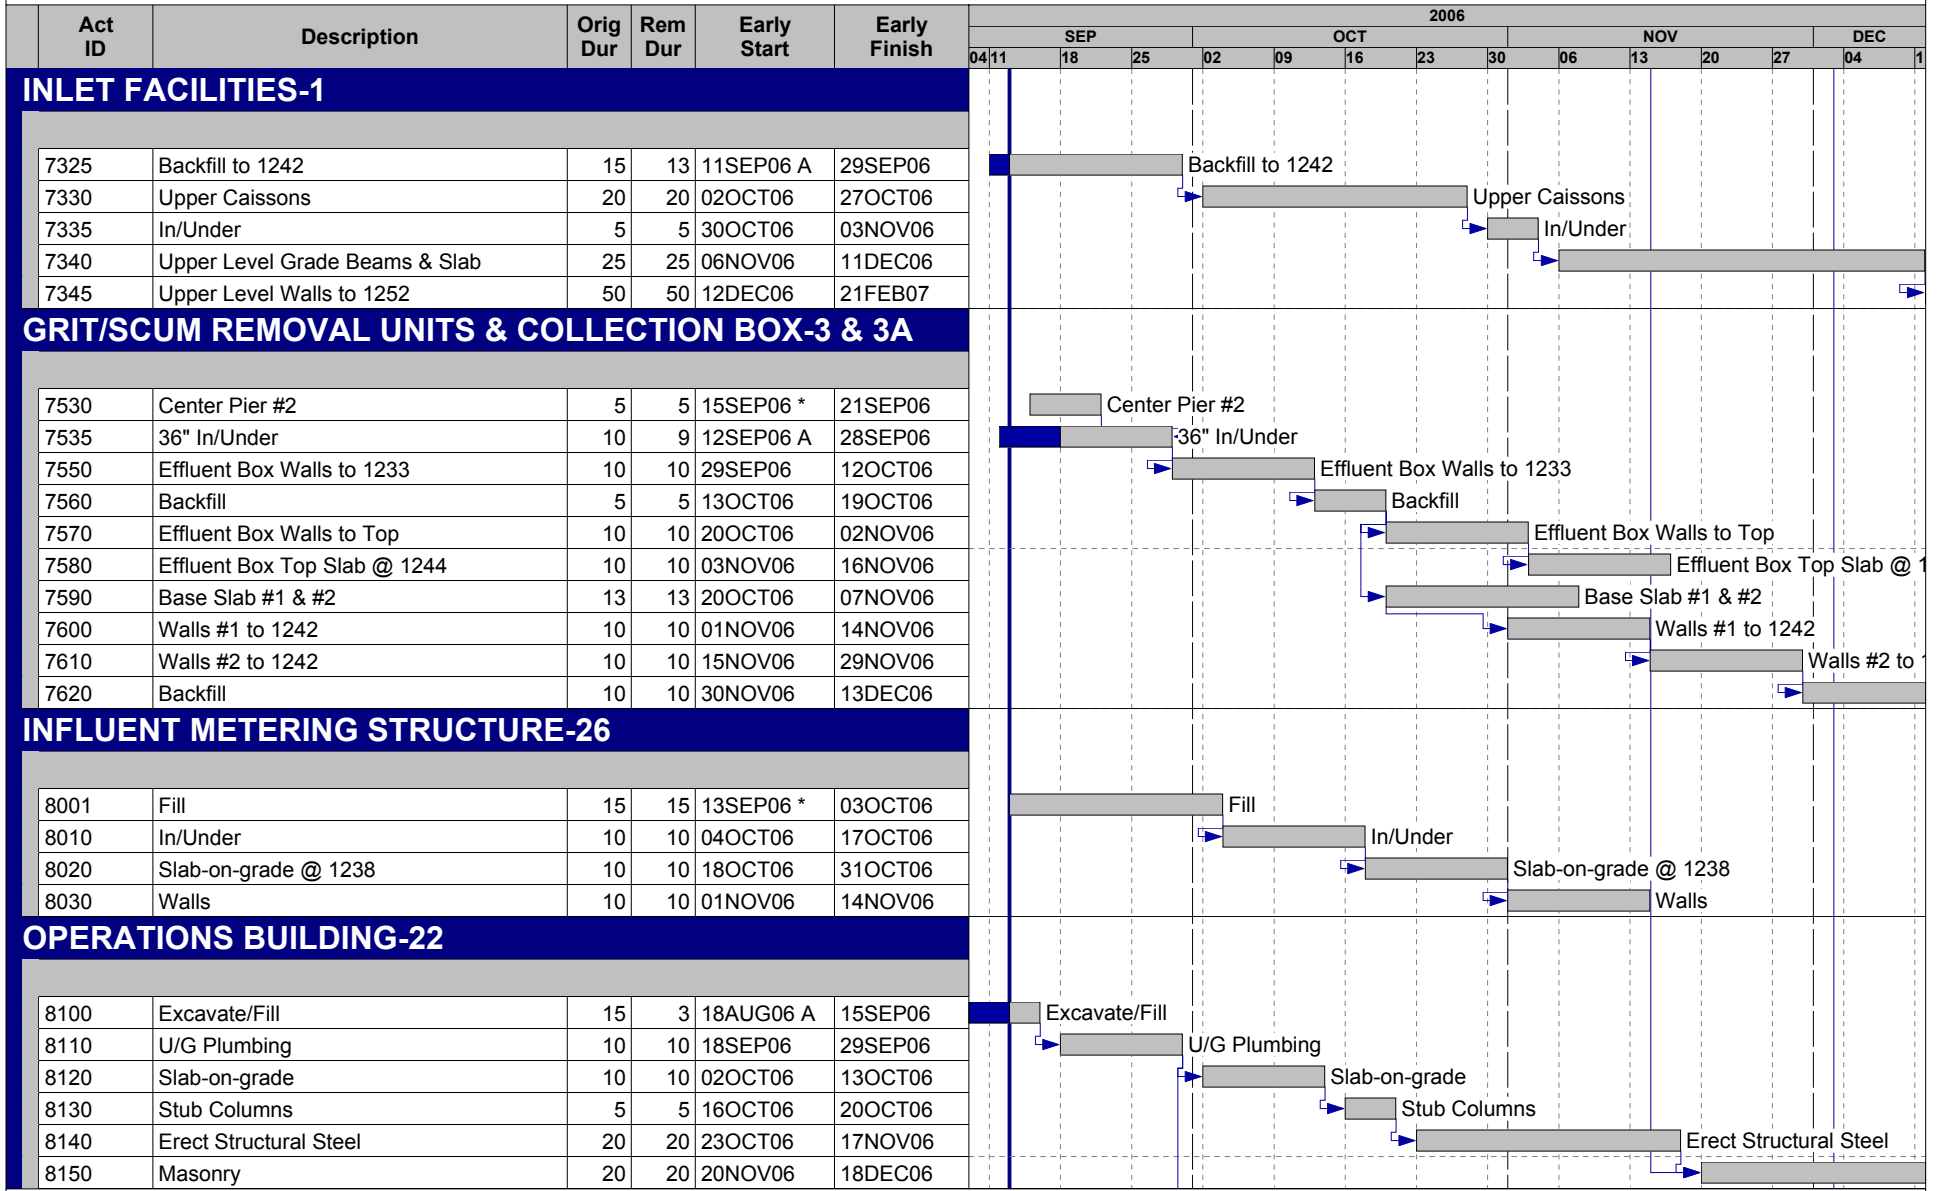 2006
Act ID Description Orig Dur Rem Dur Early Start Early Finish SEP OCT NOV DEC
04 11 18 25 02 09 16 23 30 06 13 20 27 04 1
INLET FACILITIES-1
7325 Backfill to 1242 15 13 11SEP06 A 29SEP06 Backfill to 1242
7330 Upper Caissons 20 20 02OCT06 27OCT06 Upper Caissons
7335 In/Under 5 5 30OCT06 03NOV06 In/Under
7340 Upper Level Grade Beams & Slab 25 25 06NOV06 11DEC06
7345 Upper Level Walls to 1252 50 50 12DEC06 21FEB07
GRIT/SCUM REMOVAL UNITS & COLLECTION BOX-3 & 3A
7530 Center Pier #2 5 5 15SEP06 * 21SEP06 Center Pier #2
7535 36" In/Under 10 9 12SEP06 A 28SEP06 36" In/Under
7550 Effluent Box Walls to 1233 10 10 29SEP06 12OCT06 Effluent Box Walls to 1233
7560 Backfill 5 5 13OCT06 19OCT06 Backfill
7570 Effluent Box Walls to Top 10 10 20OCT06 02NOV06 Effluent Box Walls to Top
7580 Effluent Box Top Slab @ 1244 10 10 03NOV06 16NOV06 Effluent Box Top Slab @ 1
7590 Base Slab #1 & #2 13 13 20OCT06 07NOV06 Base Slab #1 & #2
7600 Walls #1 to 1242 10 10 01NOV06 14NOV06 Walls #1 to 1242
7610 Walls #2 to 1242 10 10 15NOV06 29NOV06 Walls #2 to 1
7620 Backfill 10 10 30NOV06 13DEC06
INFLUENT METERING STRUCTURE-26
8001 Fill 15 15 13SEP06 * 03OCT06 Fill
8010 In/Under 10 10 04OCT06 17OCT06 In/Under
8020 Slab-on-grade @ 1238 10 10 18OCT06 31OCT06 Slab-on-grade @ 1238
8030 Walls 10 10 01NOV06 14NOV06 Walls
OPERATIONS BUILDING-22
8100 Excavate/Fill 15 3 18AUG06 A 15SEP06 Excavate/Fill
8110 U/G Plumbing 10 10 18SEP06 29SEP06 U/G Plumbing
8120 Slab-on-grade 10 10 02OCT06 13OCT06 Slab-on-grade
8130 Stub Columns 5 5 16OCT06 20OCT06 Stub Columns
8140 Erect Structural Steel 20 20 23OCT06 17NOV06 Erect Structural Steel
8150 Masonry 20 20 20NOV06 18DEC06